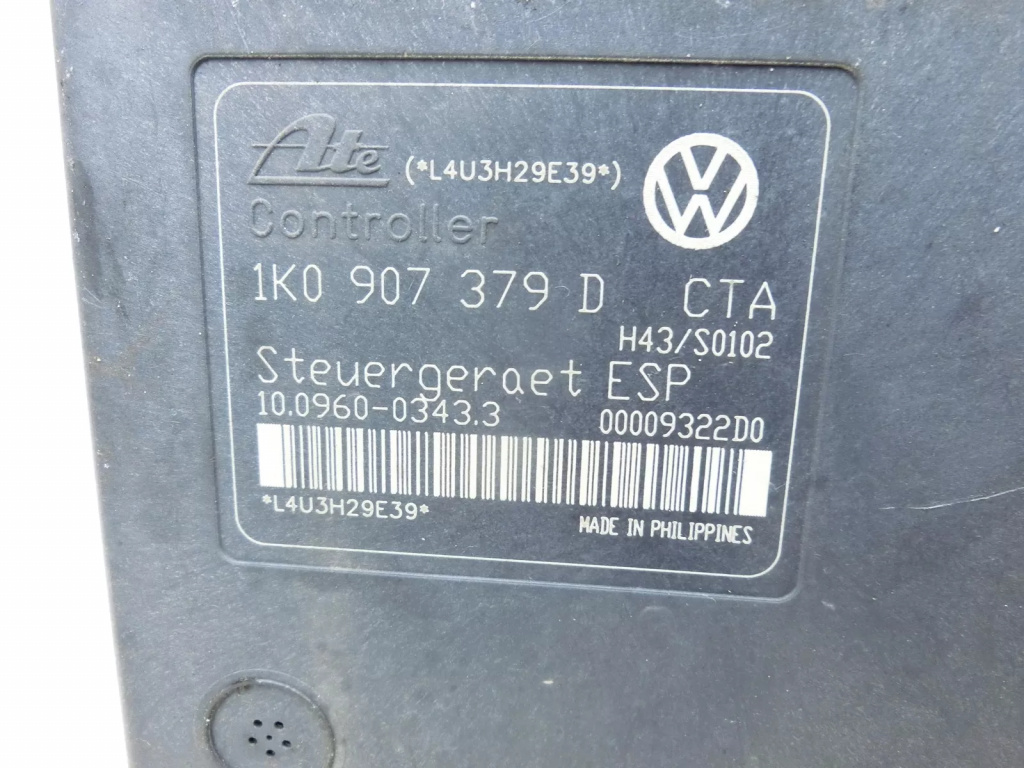 Ate (*L4U3H29E39*)
Controller
1K0 907 379 D CTA
H43/S0102
Steuergeraet ESP
10.0960-0343.3 00009322D0
*L4U3H29E39*
MADE IN PHILIPPINES